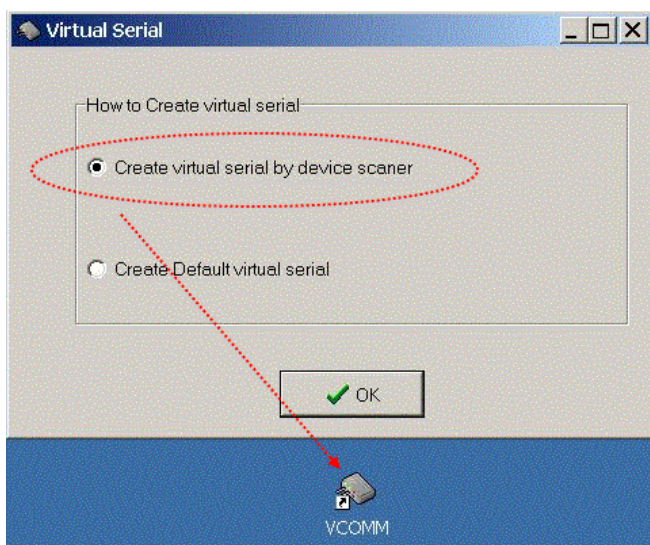 Virtual Serial
How to Create virtual serial
Create virtual serial by device scaner
Create Default virtual serial
OK
VCOMM